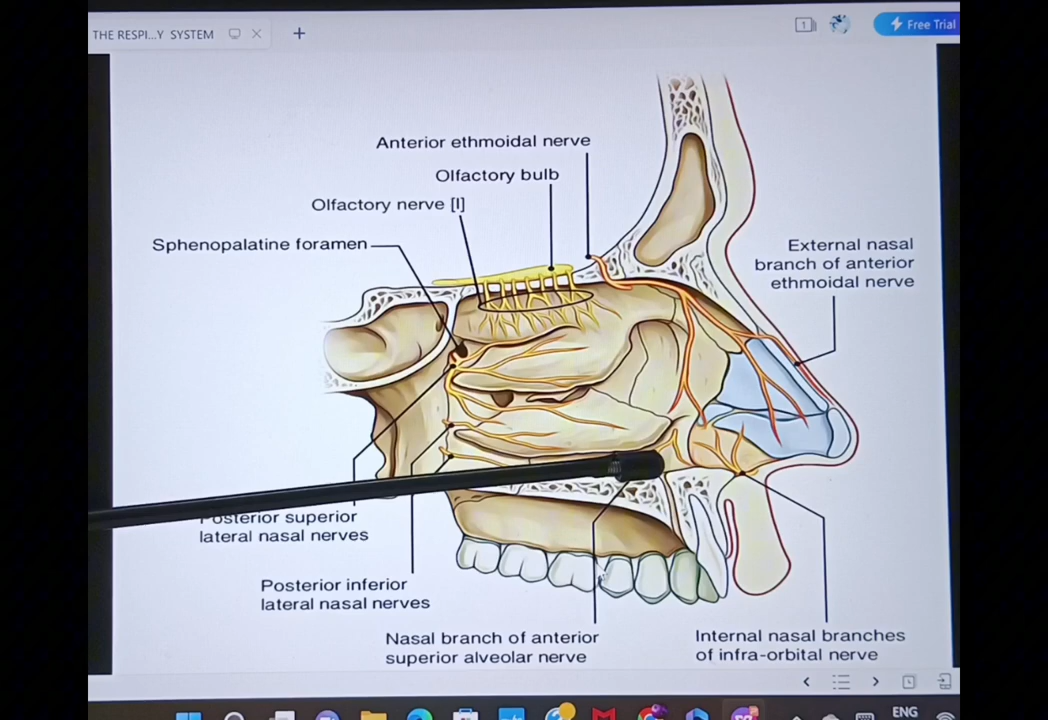 THE RESPI...Y SYSTEM
1
Free Trial
Anterior ethmoidal nerve
Olfactory bulb
Olfactory nerve [I]
Sphenopalatine foramen
External nasal
branch of anterior
ethmoidal nerve
Posterior superior
lateral nasal nerves
Posterior inferior
lateral nasal nerves
Nasal branch of anterior
superior alveolar nerve
Internal nasal branches
of infra-orbital nerve
ENG